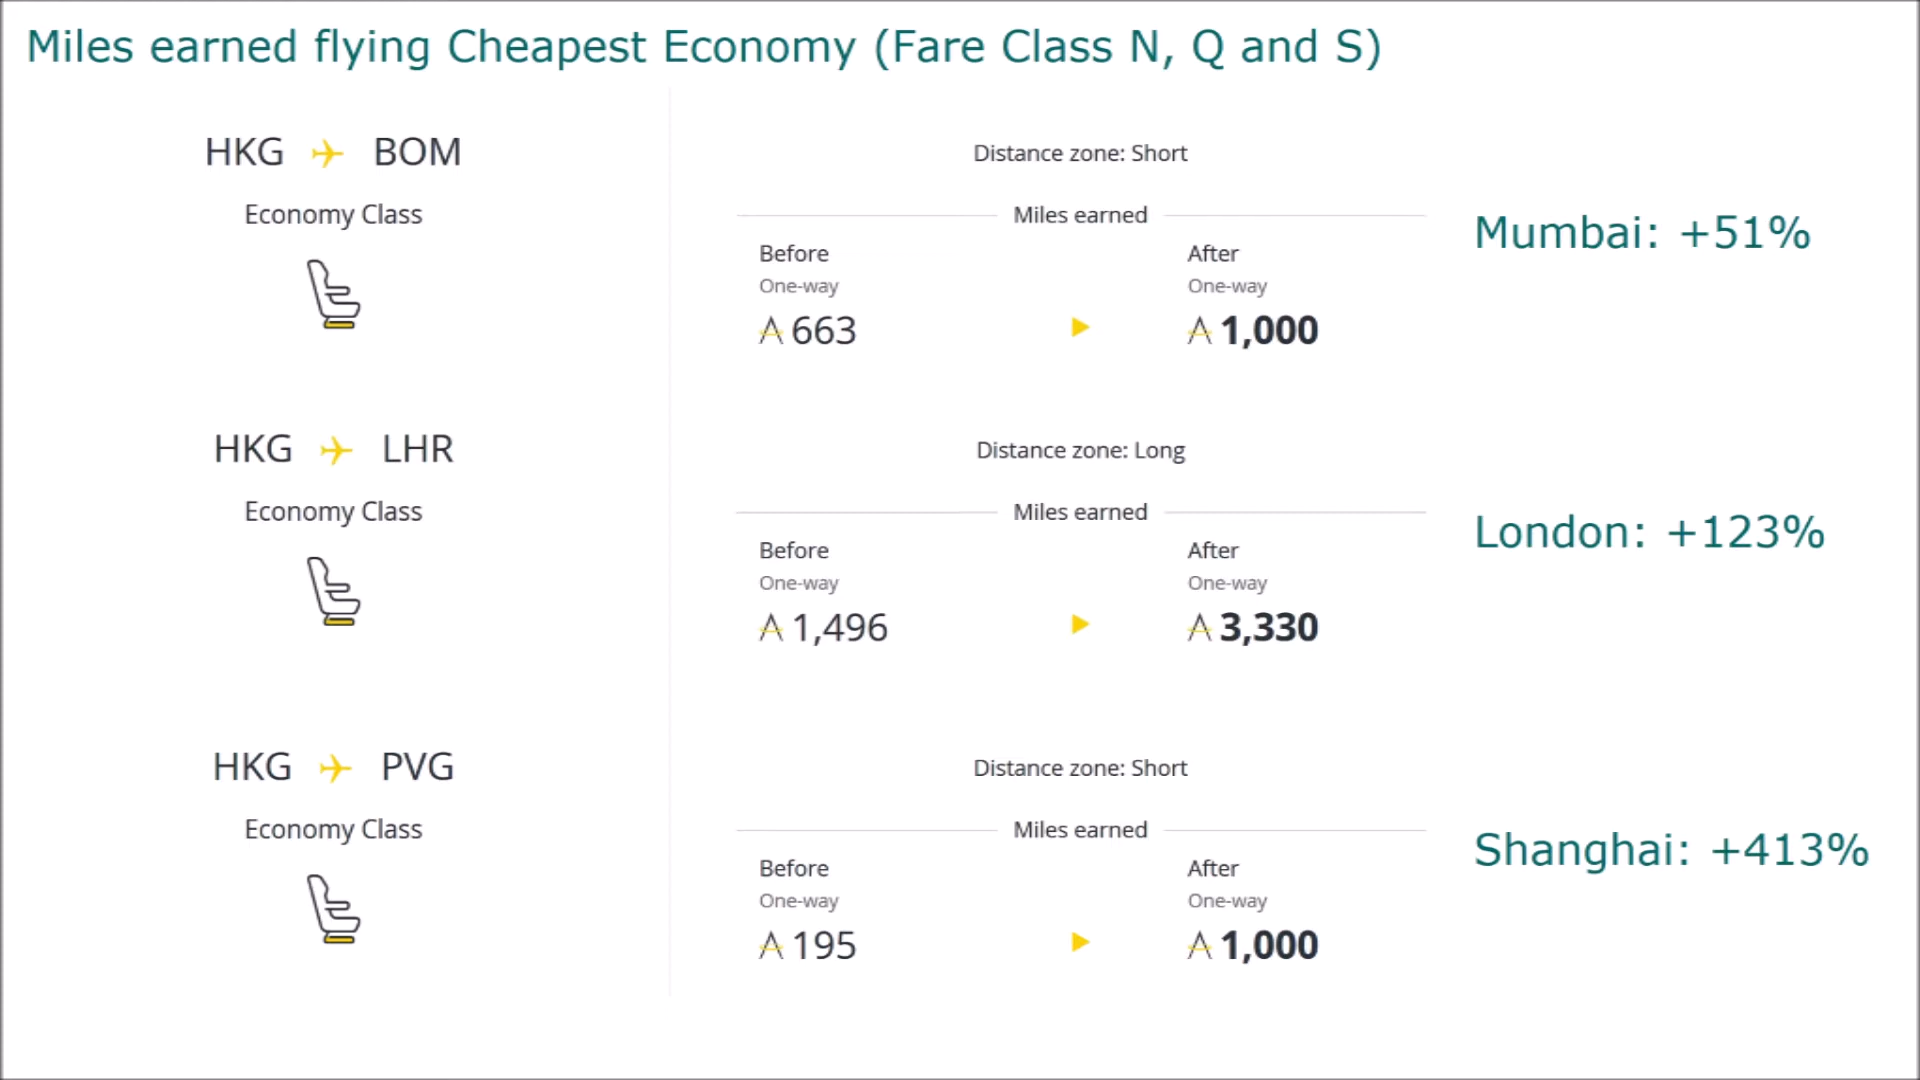 Miles earned flying Cheapest Economy (Fare Class N, Q and S)
HKG BOM
Economy Class
Distance zone: Short
Miles earned
Before
One-way
663
After
One-way
1,000
Mumbai: +51%
HKG LHR
Economy Class
Distance zone: Long
Miles earned
Before
One-way
1,496
After
One-way
3,330
London: +123%
HKG PVG
Economy Class
Distance zone: Short
Miles earned
Before
One-way
195
After
One-way
1,000
Shanghai: +413%